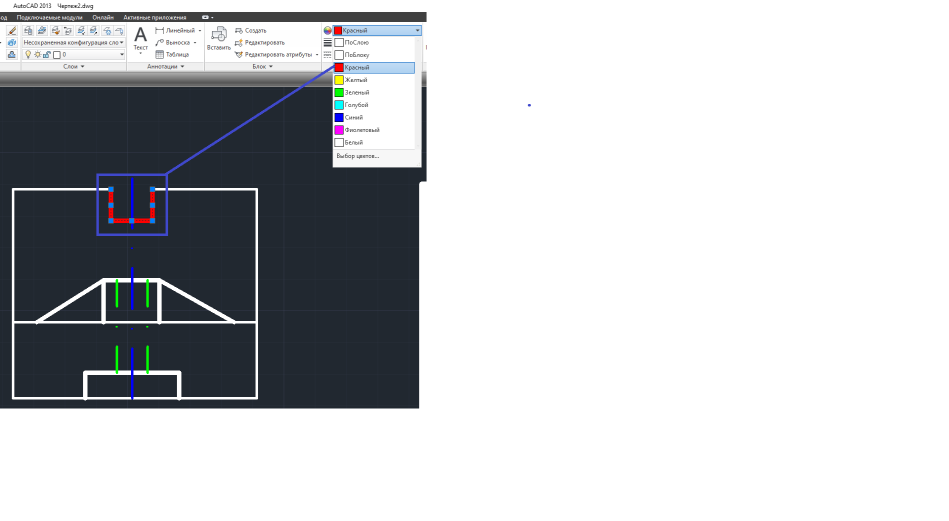 AutoCAD 2013 Чертеж2.dwg
од Подключаемые модули Онлайн Активные приложения
Линейный
Выноска
Таблица
A
Текст
Вставить
Создать
Редактировать
Редактировать атрибуты
Несохраненная конфигурация сло
0
Слои
Аннотации
Блок
Красный
ПоСлою
ПоБлоку
Красный
Желтый
Зеленый
Голубой
Синий
Фиолетовый
Белый
Выбор цветов...